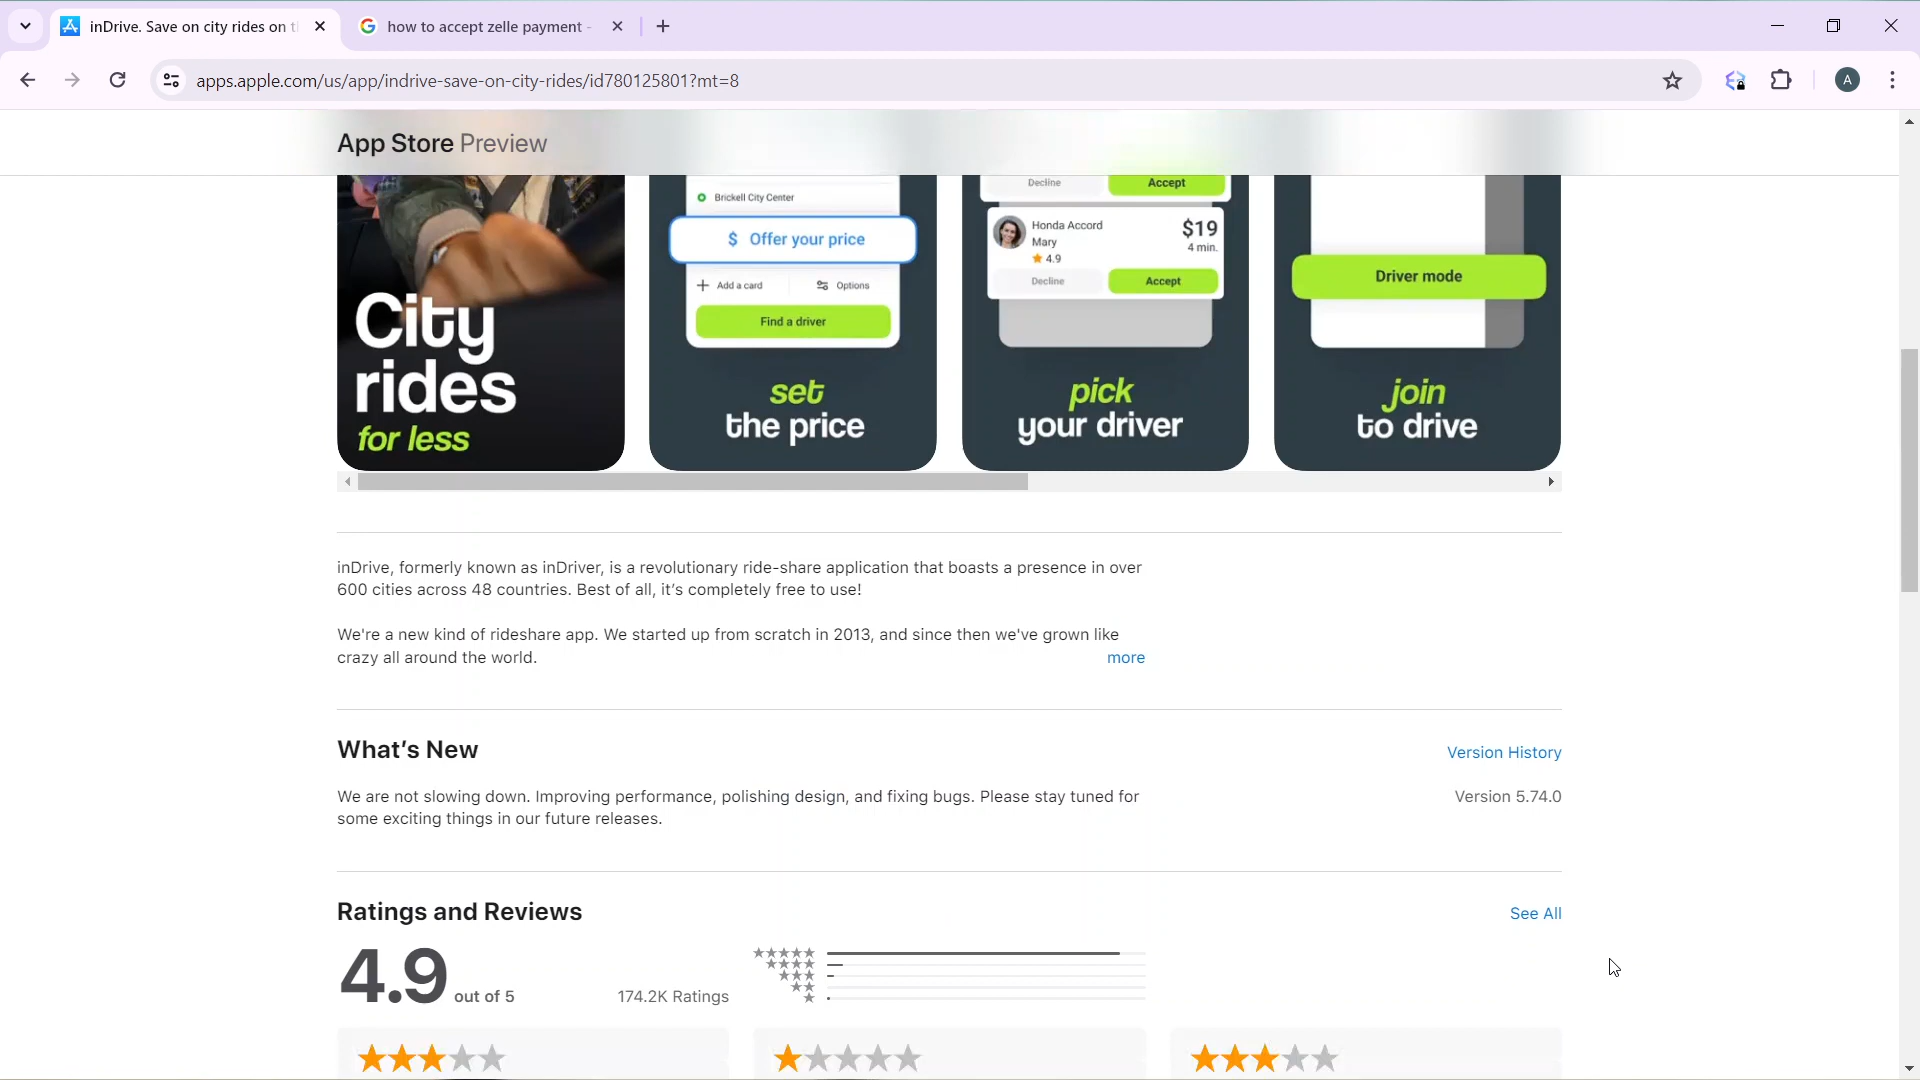 inDrive. Save on city rides on t
how to accept zelle payment -
apps.apple.com/us/app/indrive-save-on-city-rides/id780125801?mt=8
A
App Store Preview
City
rides
for less
Brickell City Center
$ Offer your price
Add a card
Options
Find a driver
set
the price
Decline
Accept
Honda Accord
Mary
4.9
$19
4 min.
Decline
Accept
pick
your driver
Driver mode
join
to drive
inDrive, formerly known as inDriver, is a revolutionary ride-share application that boasts a presence in over
600 cities across 48 countries. Best of all, it’s completely free to use!
We're a new kind of rideshare app. We started up from scratch in 2013, and since then we've grown like
crazy all around the world.
more
What’s New
Version History
We are not slowing down. Improving performance, polishing design, and fixing bugs. Please stay tuned for
some exciting things in our future releases.
Version 5.74.0
Ratings and Reviews
See All
4.9 out of 5
174.2K Ratings